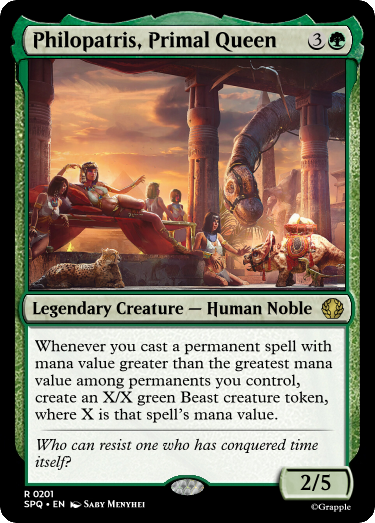 Philopatris, Primal Queen 3
Legendary Creature — Human Noble
Whenever you cast a permanent spell with
mana value greater than the greatest mana
value among permanents you control,
create an X/X green Beast creature token,
where X is that spell's mana value.
Who can resist one who has conquered time
itself?
R 0201
SPQ • EN Saby Menyhei
2/5
©Grapple